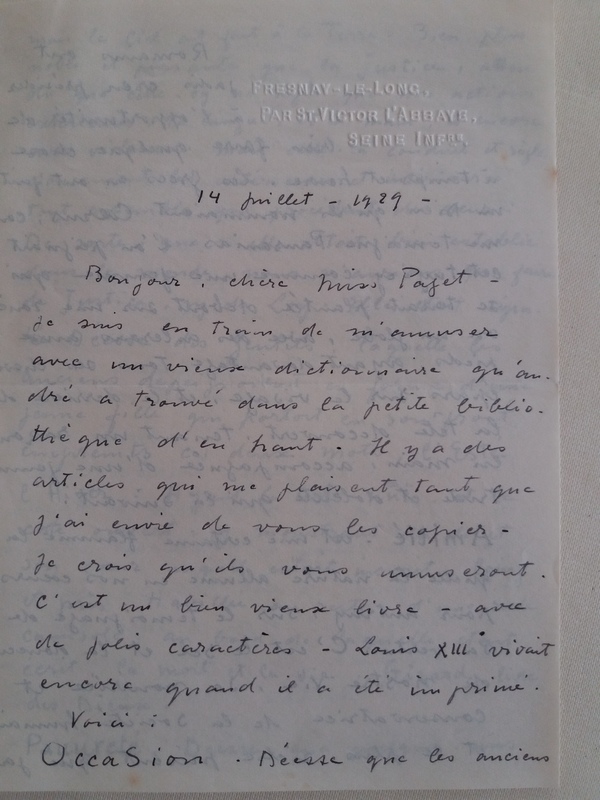 FRESNAY-LE-LONG,
PAR ST. VICTOR L'ABBAYE,
SEINE INFRE.
14 Juillet - 1929 -
Bonjour, chère Miss Paget -
Je suis en train de m'amuser
avec un vieux dictionnaire qu'an-
dré a trouvé dans la petite biblio-
thèque d'en haut - Il y a des
articles qui me plaisent tant que
j'ai envie de vous les copier -
Je crois qu'ils vous amuseront.
C'est un bien vieux livre - avec
de jolis caractères - Louis XIII vivait
encore quand il a été imprimé.
Voici :
Occasion. Déesse que les anciens